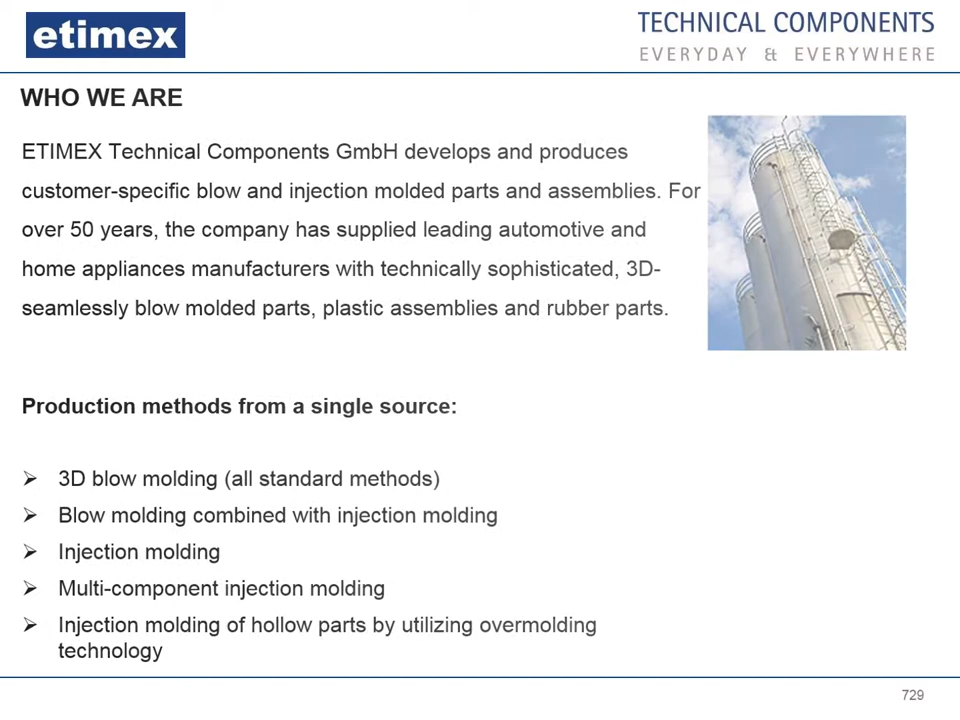 etimex
TECHNICAL COMPONENTS
EVERYDAY & EVERYWHERE
WHO WE ARE
ETIMEX Technical Components GmbH develops and produces
customer-specific blow and injection molded parts and assemblies. For
over 50 years, the company has supplied leading automotive and
home appliances manufacturers with technically sophisticated, 3D-
seamlessly blow molded parts, plastic assemblies and rubber parts.
Production methods from a single source:
➢ 3D blow molding (all standard methods)
➢ Blow molding combined with injection molding
➢ Injection molding
➢ Multi-component injection molding
➢ Injection molding of hollow parts by utilizing overmolding
technology
729